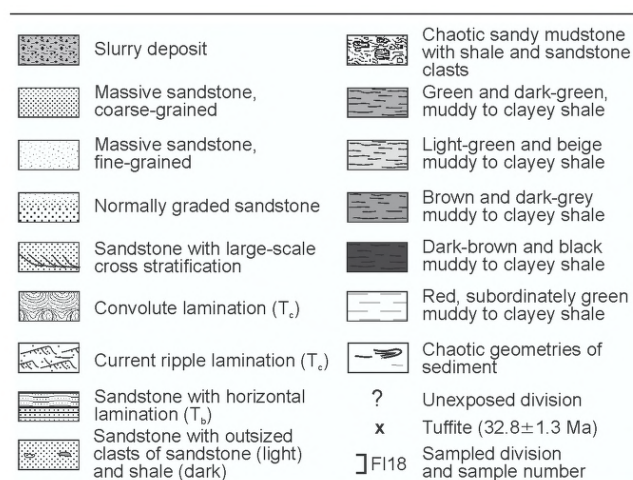 Slurry deposit
Massive sandstone,
coarse-grained
Massive sandstone,
fine-grained
Normally graded sandstone
Sandstone with large-scale
cross stratification
Convolute lamination (Tc)
Current ripple lamination (Tc)
Sandstone with horizontal
lamination (Tb)
Sandstone with outsized
clasts of sandstone (light)
and shale (dark)
Chaotic sandy mudstone
with shale and sandstone
clasts
Green and dark-green,
muddy to clayey shale
Light-green and beige
muddy to clayey shale
Brown and dark-grey
muddy to clayey shale
Dark-brown and black
muddy to clayey shale
Red, subordinately green
muddy to clayey shale
Chaotic geometries of
sediment
? Unexposed division
x Tuffite (32.8±1.3 Ma)
]Fl18 Sampled division
and sample number